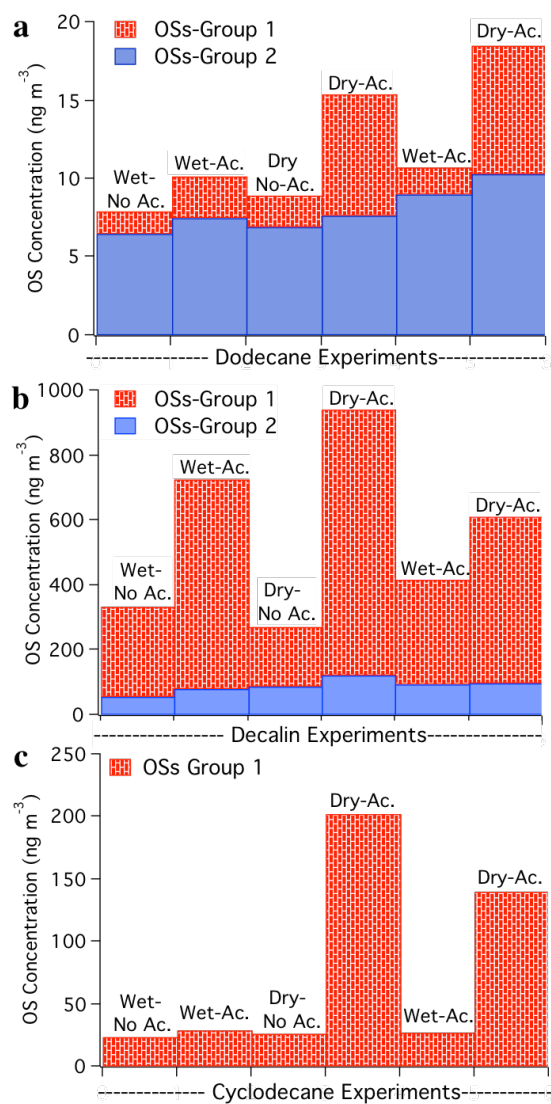 a
OSs-Group 1
OSs-Group 2
OS Concentration (ng m⁻³)
20
15
10
5
0
Wet-
No Ac.
Wet-Ac.
Dry
No-Ac.
Dry-Ac.
Wet-Ac.
Dry-Ac.
Dodecane Experiments
b
OSs-Group 1
OSs-Group 2
OS Concentration (ng m⁻³)
1000
800
600
400
200
0
Wet-
No Ac.
Wet-Ac.
Dry-
No Ac.
Dry-Ac.
Wet-Ac.
Dry-Ac.
Decalin Experiments
c
OSs Group 1
OS Concentration (ng m⁻³)
250
200
150
100
50
0
Wet-
No Ac.
Wet-Ac.
Dry-
No Ac.
Dry-Ac.
Wet-Ac.
Dry-Ac.
Cyclodecane Experiments